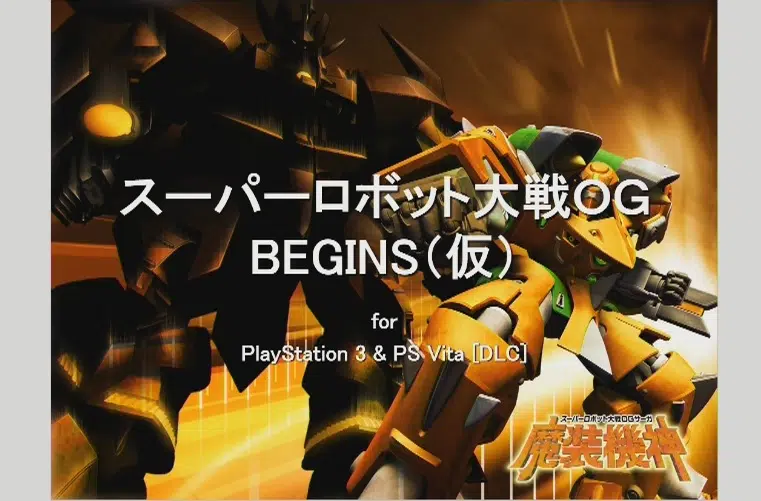 スーパーロボット大戦OG
BEGINS（仮）
for
PlayStation 3 & PS Vita [DLC]
スーパーロボット大戦OGサーガ
魔装機神